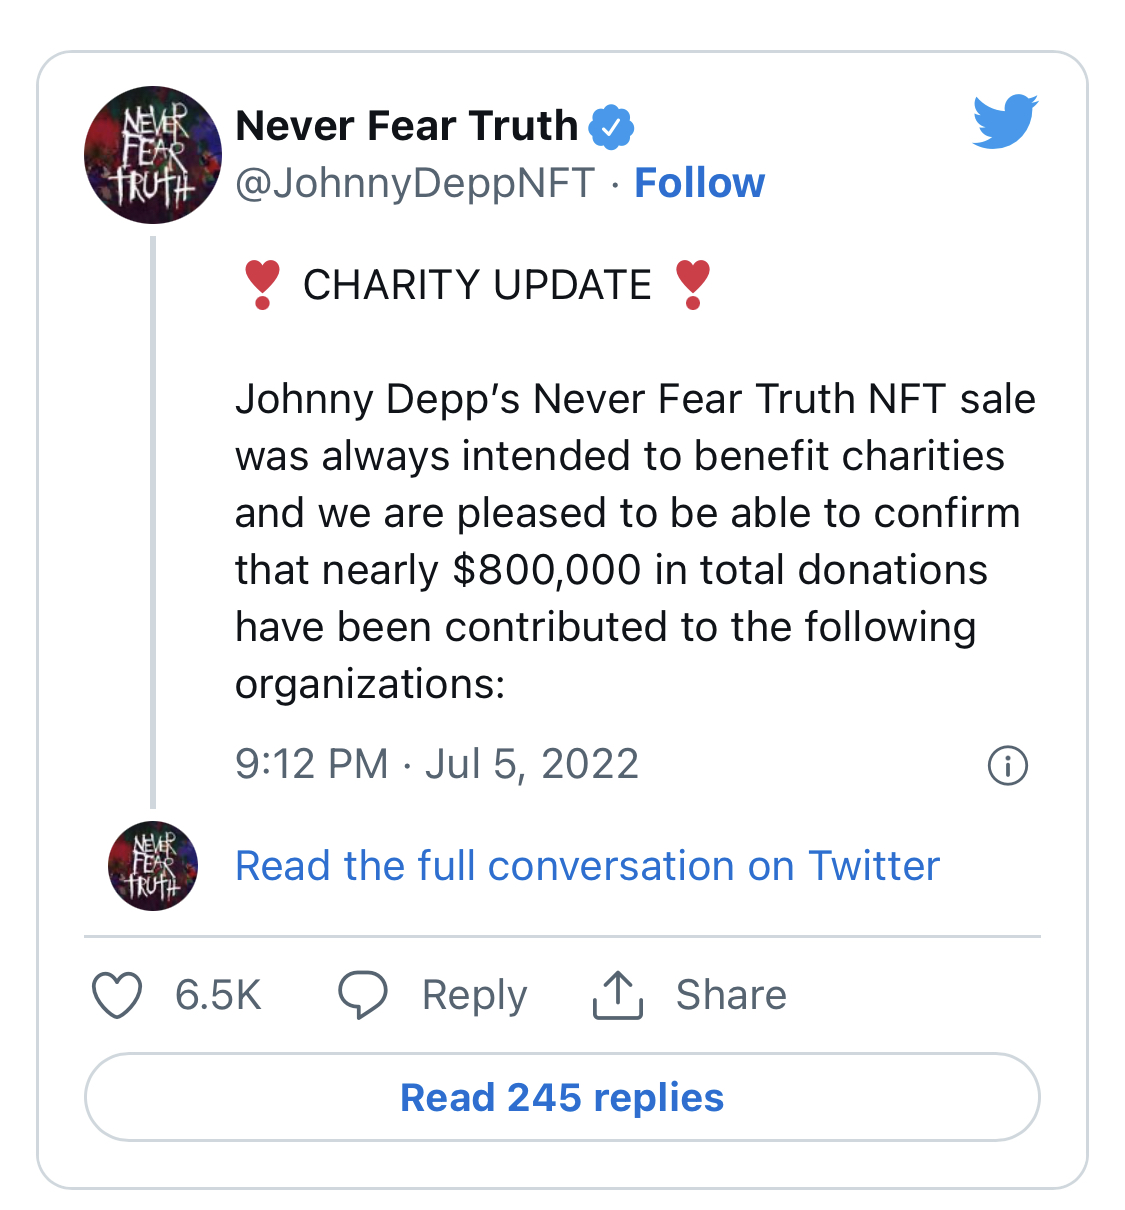 NEVER
FEAR
TRUTH
Never Fear Truth
@JohnnyDeppNFT · Follow
❣ CHARITY UPDATE ❣
Johnny Depp’s Never Fear Truth NFT sale
was always intended to benefit charities
and we are pleased to be able to confirm
that nearly $800,000 in total donations
have been contributed to the following
organizations:
9:12 PM · Jul 5, 2022
NEVER
FEAR
TRUTH
Read the full conversation on Twitter
6.5K Reply Share
Read 245 replies